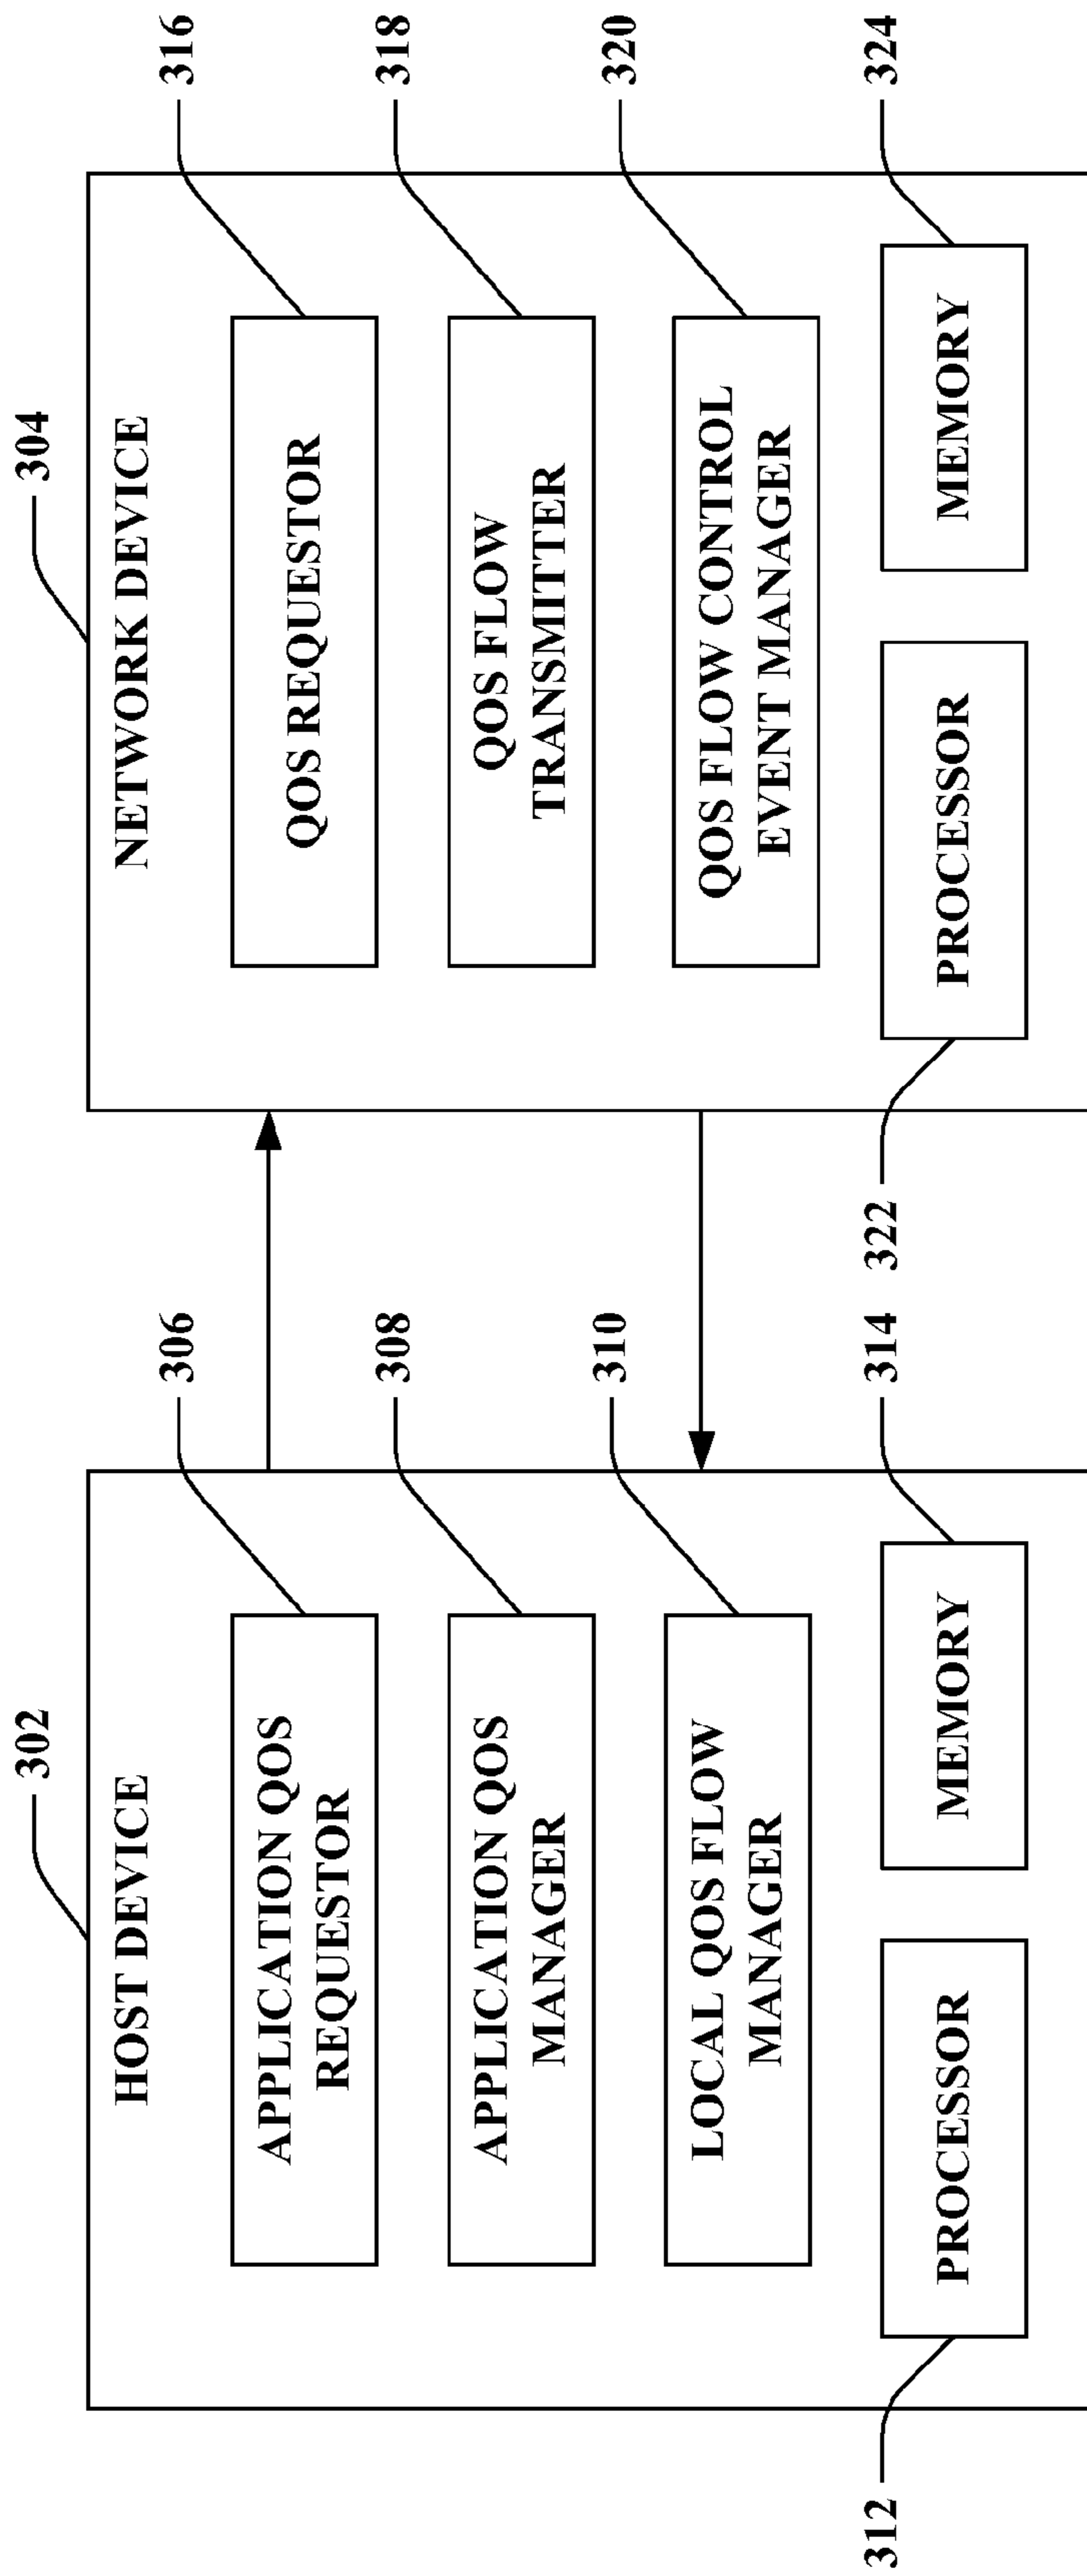 302
HOST DEVICE
306
APPLICATION QOS
REQUESTOR
308
APPLICATION QOS
MANAGER
310
LOCAL QOS FLOW
MANAGER
312
PROCESSOR
MEMORY
314
304
NETWORK DEVICE
316
QOS REQUESTOR
318
QOS FLOW
TRANSMITTER
320
QOS FLOW CONTROL
EVENT MANAGER
322
PROCESSOR
MEMORY
324